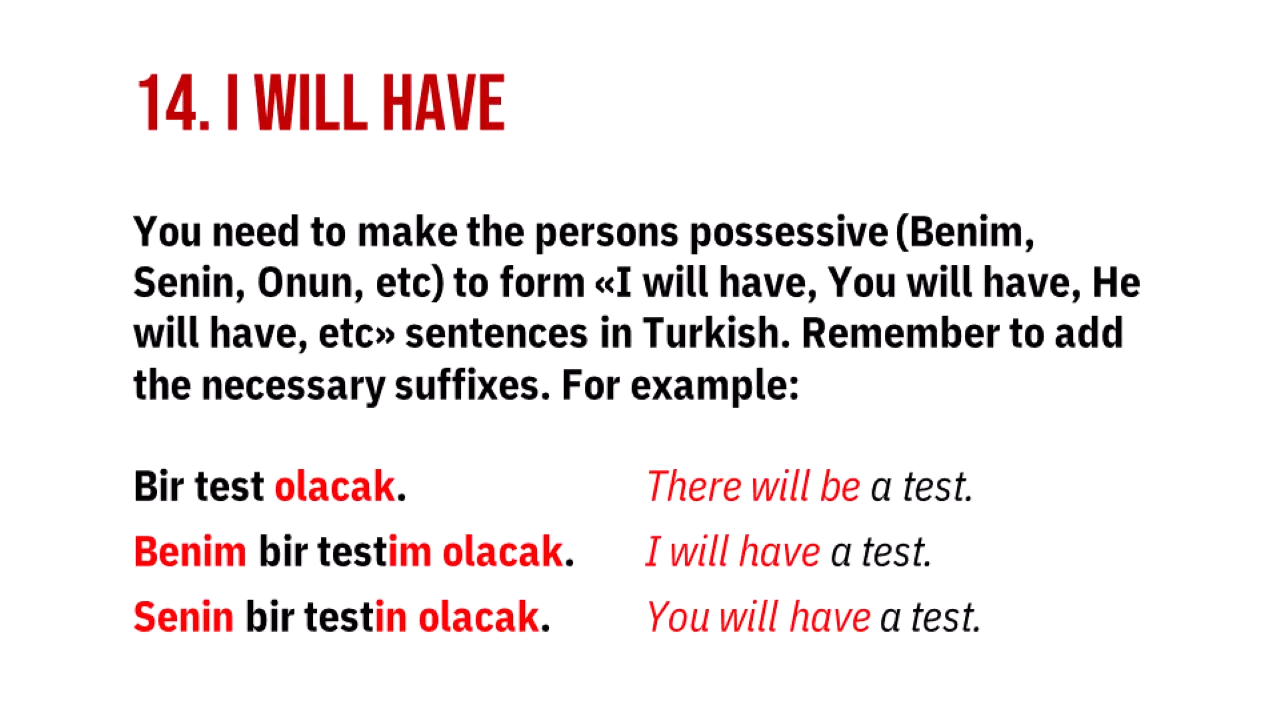 14. I WILL HAVE
You need to make the persons possessive (Benim,
Senin, Onun, etc) to form «I will have, You will have, He
will have, etc» sentences in Turkish. Remember to add
the necessary suffixes. For example:
Bir test olacak. There will be a test.
Benim bir testim olacak. I will have a test.
Senin bir testin olacak. You will have a test.